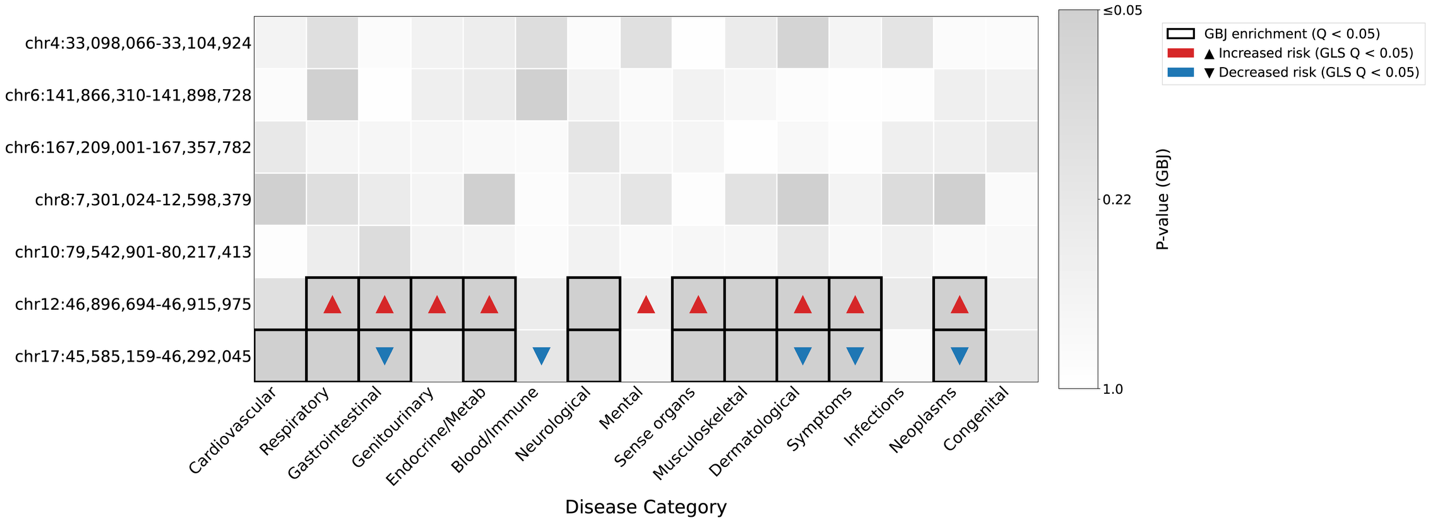 chr4:33,098,066-33,104,924
chr6:141,866,310-141,898,728
chr6:167,209,001-167,357,782
chr8:7,301,024-12,598,379
chr10:79,542,901-80,217,413
chr12:46,896,694-46,915,975
chr17:45,585,159-46,292,045
Cardiovascular
Respiratory
Gastrointestinal
Genitourinary
Endocrine/Metab
Blood/Immune
Neurological
Mental
Sense organs
Musculoskeletal
Dermatological
Symptoms
Infections
Neoplasms
Congenital
Disease Category
≤0.05
0.22
1.0
P-value (GBJ)
GBJ enrichment (Q < 0.05)
▲ Increased risk (GLS Q < 0.05)
▼ Decreased risk (GLS Q < 0.05)